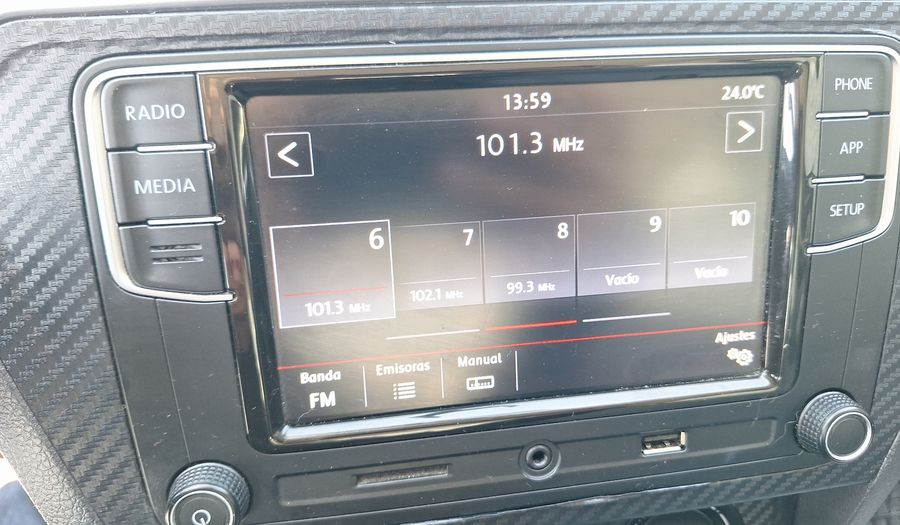 RADIO
MEDIA
PHONE
APP
SETUP
13:59
24.0°C
<
101.3 MHz
>
6
101.3 MHz
7
102.1 MHz
8
99.3 MHz
9
Vacío
10
Vacío
Banda
FM
Emisoras
Manual
Ajustes